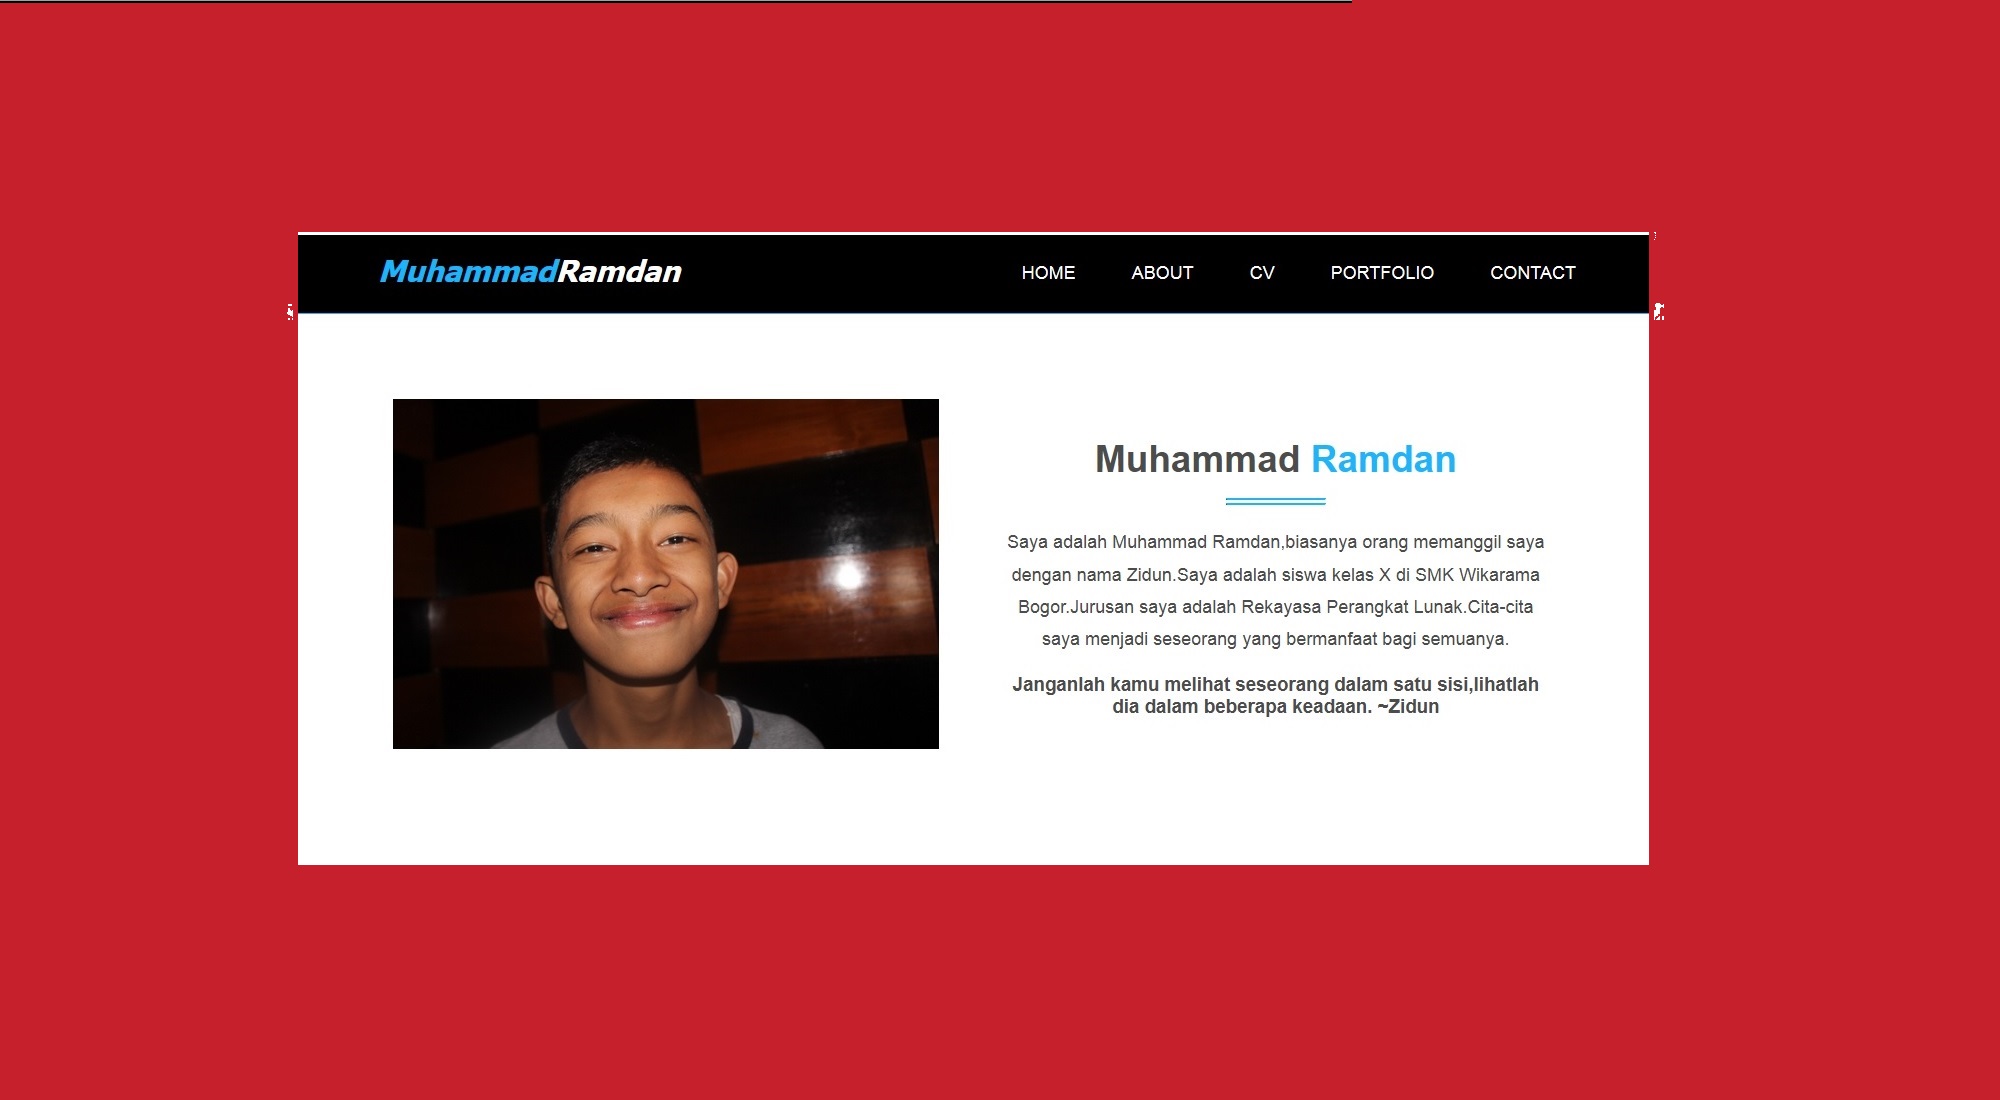 MuhammadRamdan
HOME ABOUT CV PORTFOLIO CONTACT
Muhammad Ramdan
Saya adalah Muhammad Ramdan,biasanya orang memanggil saya
dengan nama Zidun.Saya adalah siswa kelas X di SMK Wikarama
Bogor.Jurusan saya adalah Rekayasa Perangkat Lunak.Cita-cita
saya menjadi seseorang yang bermanfaat bagi semuanya.
Janganlah kamu melihat seseorang dalam satu sisi,lihatlah
dia dalam beberapa keadaan. ~Zidun